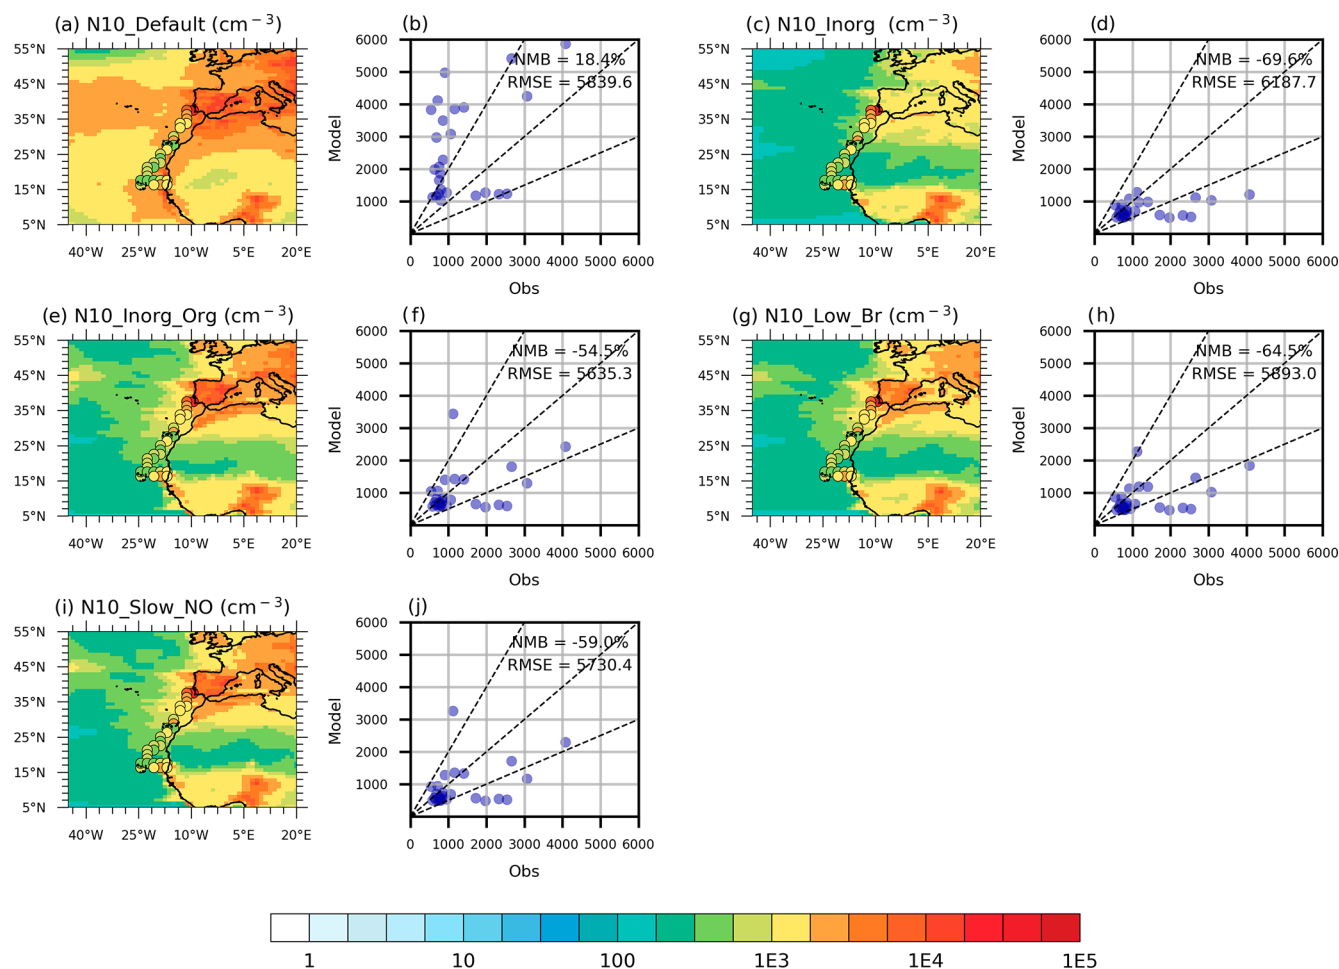 (a) N10_Default (cm⁻³)
55°N
45°N
35°N
25°N
15°N
5°N
40°W 25°W 10°W 5°E 20°E
(b)
NMB = 18.4%
RMSE = 5839.6
Model
6000
5000
4000
3000
2000
1000
0 1000 2000 3000 4000 5000 6000
Obs
(c) N10_Inorg (cm⁻³)
55°N
45°N
35°N
25°N
15°N
5°N
40°W 25°W 10°W 5°E 20°E
(d)
NMB = -69.6%
RMSE = 6187.7
Model
6000
5000
4000
3000
2000
1000
0 1000 2000 3000 4000 5000 6000
Obs
(e) N10_Inorg_Org (cm⁻³)
55°N
45°N
35°N
25°N
15°N
5°N
40°W 25°W 10°W 5°E 20°E
(f)
NMB = -54.5%
RMSE = 5635.3
Model
6000
5000
4000
3000
2000
1000
0 1000 2000 3000 4000 5000 6000
Obs
(g) N10_Low_Br (cm⁻³)
55°N
45°N
35°N
25°N
15°N
5°N
40°W 25°W 10°W 5°E 20°E
(h)
NMB = -64.5%
RMSE = 5893.0
Model
6000
5000
4000
3000
2000
1000
0 1000 2000 3000 4000 5000 6000
Obs
(i) N10_Slow_NO (cm⁻³)
55°N
45°N
35°N
25°N
15°N
5°N
40°W 25°W 10°W 5°E 20°E
(j)
NMB = -59.0%
RMSE = 5730.4
Model
6000
5000
4000
3000
2000
1000
0 1000 2000 3000 4000 5000 6000
Obs
1 10 100 1E3 1E4 1E5